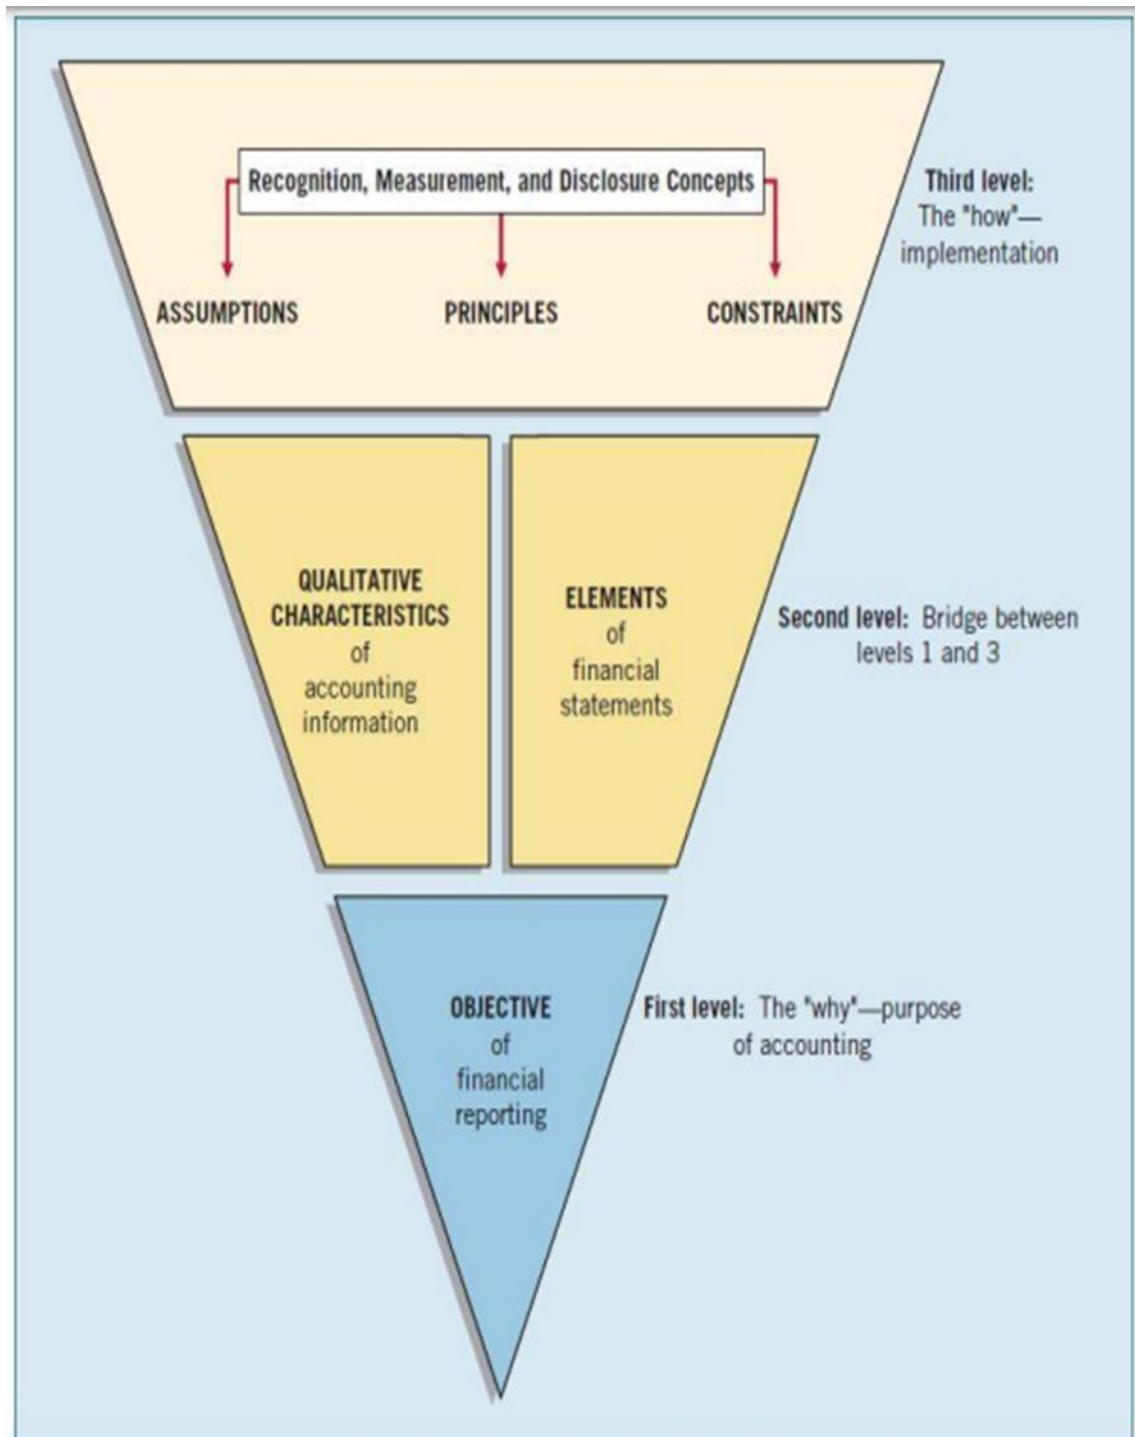 Recognition, Measurement, and Disclosure Concepts
ASSUMPTIONS
PRINCIPLES
CONSTRAINTS
Third level:
The "how"—
implementation
QUALITATIVE
CHARACTERISTICS
of
accounting
information
ELEMENTS
of
financial
statements
Second level: Bridge between
levels 1 and 3
OBJECTIVE
of
financial
reporting
First level: The "why"—purpose
of accounting